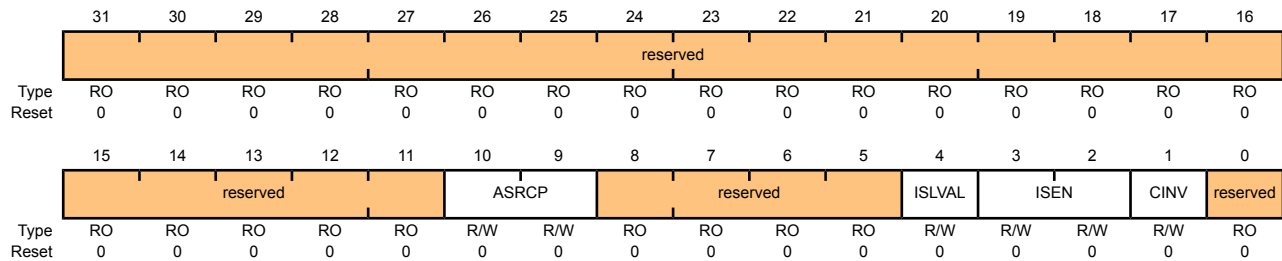 31 30 29 28 27 26 25 24 23 22 21 20 19 18 17 16
reserved
Type RO RO RO RO RO RO RO RO RO RO RO RO RO RO RO RO
Reset 0 0 0 0 0 0 0 0 0 0 0 0 0 0 0 0
15 14 13 12 11 10 9 8 7 6 5 4 3 2 1 0
reserved ASRCP reserved ISLVAL ISEN CINV reserved
Type RO RO RO RO RO R/W R/W RO RO RO RO R/W R/W R/W R/W RO
Reset 0 0 0 0 0 0 0 0 0 0 0 0 0 0 0 0